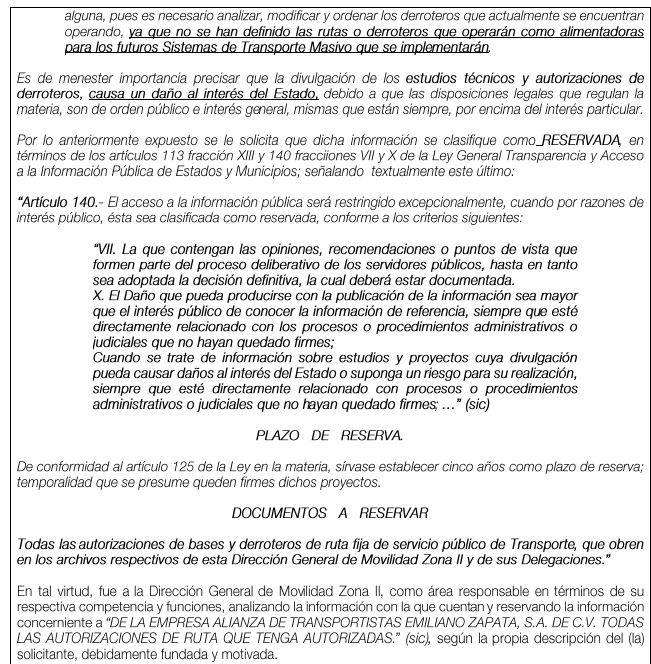 alguna, pues es necesario analizar, modificar y ordenar los derroteros que actualmente se encuentran
operando, ya que no se han definido las rutas o derroteros que operarán como alimentadoras
para los futuros Sistemas de Transporte Masivo que se implementarán.
Es de menester importancia precisar que la divulgación de los estudios técnicos y autorizaciones de
derroteros, causa un daño al interés del Estado, debido a que las disposiciones legales que regulan la
materia, son de orden público e interés general, mismas que están siempre, por encima del interés particular.
Por lo anteriormente expuesto se le solicita que dicha información se clasifique como_RESERVADA, en
términos de los artículos 113 fracción XIII y 140 fracciiones VII y X de la Ley General Transparencia y Acceso
a la Información Pública de Estados y Municipios; señalando textualmente este último:
“Artículo 140.- El acceso a la información pública será restringido excepcionalmente, cuando por razones de
interés público, ésta sea clasificada como reservada, conforme a los criterios siguientes:
“VII. La que contengan las opiniones, recomendaciones o puntos de vista que
formen parte del proceso deliberativo de los servidores públicos, hasta en tanto
sea adoptada la decisión definitiva, la cual deberá estar documentada.
X. El Daño que pueda producirse con la publicación de la información sea mayor
que el interés público de conocer la información de referencia, siempre que esté
directamente relacionado con los procesos o procedimientos administrativos o
judiciales que no hayan quedado firmes;
Cuando se trate de información sobre estudios y proyectos cuya divulgación
pueda causar daños al interés del Estado o suponga un riesgo para su realización,
siempre que esté directamente relacionado con procesos o procedimientos
administrativos o judiciales que no hayan quedado firmes; …” (sic)
PLAZO DE RESERVA.
De conformidad al artículo 125 de la Ley en la materia, sírvase establecer cinco años como plazo de reserva;
temporalidad que se presume queden firmes dichos proyectos.
DOCUMENTOS A RESERVAR
Todas las autorizaciones de bases y derroteros de ruta fija de servicio público de Transporte, que obren
en los archivos respectivos de esta Dirección General de Movilidad Zona II y de sus Delegaciones.”
En tal virtud, fue a la Dirección General de Movilidad Zona II, como área responsable en términos de su
respectiva competencia y funciones, analizando la información con la que cuentan y reservando la información
concerniente a “DE LA EMPRESA ALIANZA DE TRANSPORTISTAS EMILIANO ZAPATA, S.A. DE C.V. TODAS
LAS AUTORIZACIONES DE RUTA QUE TENGA AUTORIZADAS.” (sic), según la propia descripción del (la)
solicitante, debidamente fundada y motivada.